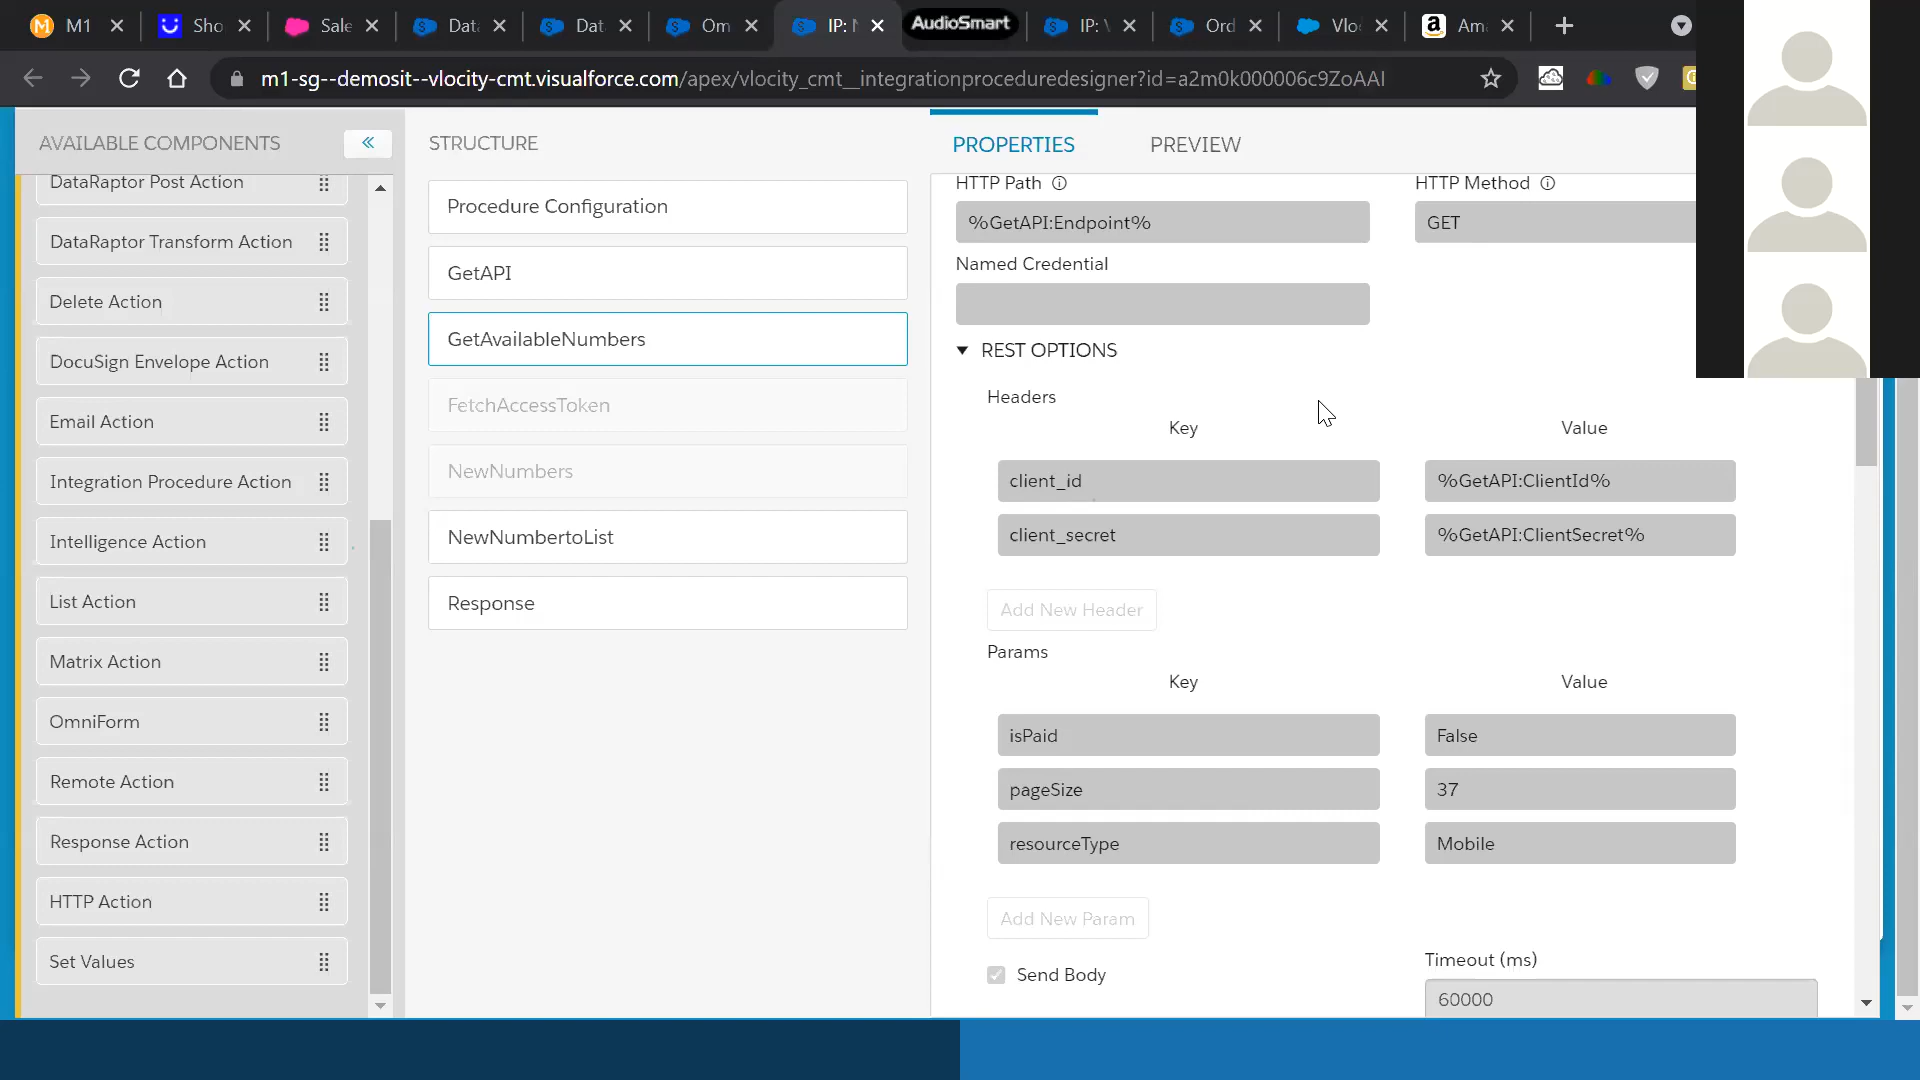 M1
Sho
Sale
Data
Dat
Om
IP: N
AudioSmart
IP: V
Ord
Vloc
Ama
m1-sg--demosit--vlocity-cmt.visualforce.com/apex/vlocity_cmt__integrationproceduredesigner?id=a2m0k000006c9ZoAAI
AVAILABLE COMPONENTS
DataRaptor Post Action
DataRaptor Transform Action
Delete Action
DocuSign Envelope Action
Email Action
Integration Procedure Action
Intelligence Action
List Action
Matrix Action
OmniForm
Remote Action
Response Action
HTTP Action
Set Values
STRUCTURE
Procedure Configuration
GetAPI
GetAvailableNumbers
FetchAccessToken
NewNumbers
NewNumbertoList
Response
PROPERTIES
PREVIEW
HTTP Path
HTTP Method
%GetAPI:Endpoint%
GET
Named Credential
REST OPTIONS
Headers
Key
Value
client_id
%GetAPI:ClientId%
client_secret
%GetAPI:ClientSecret%
Add New Header
Params
Key
Value
isPaid
False
pageSize
37
resourceType
Mobile
Add New Param
Send Body
Timeout (ms)
60000